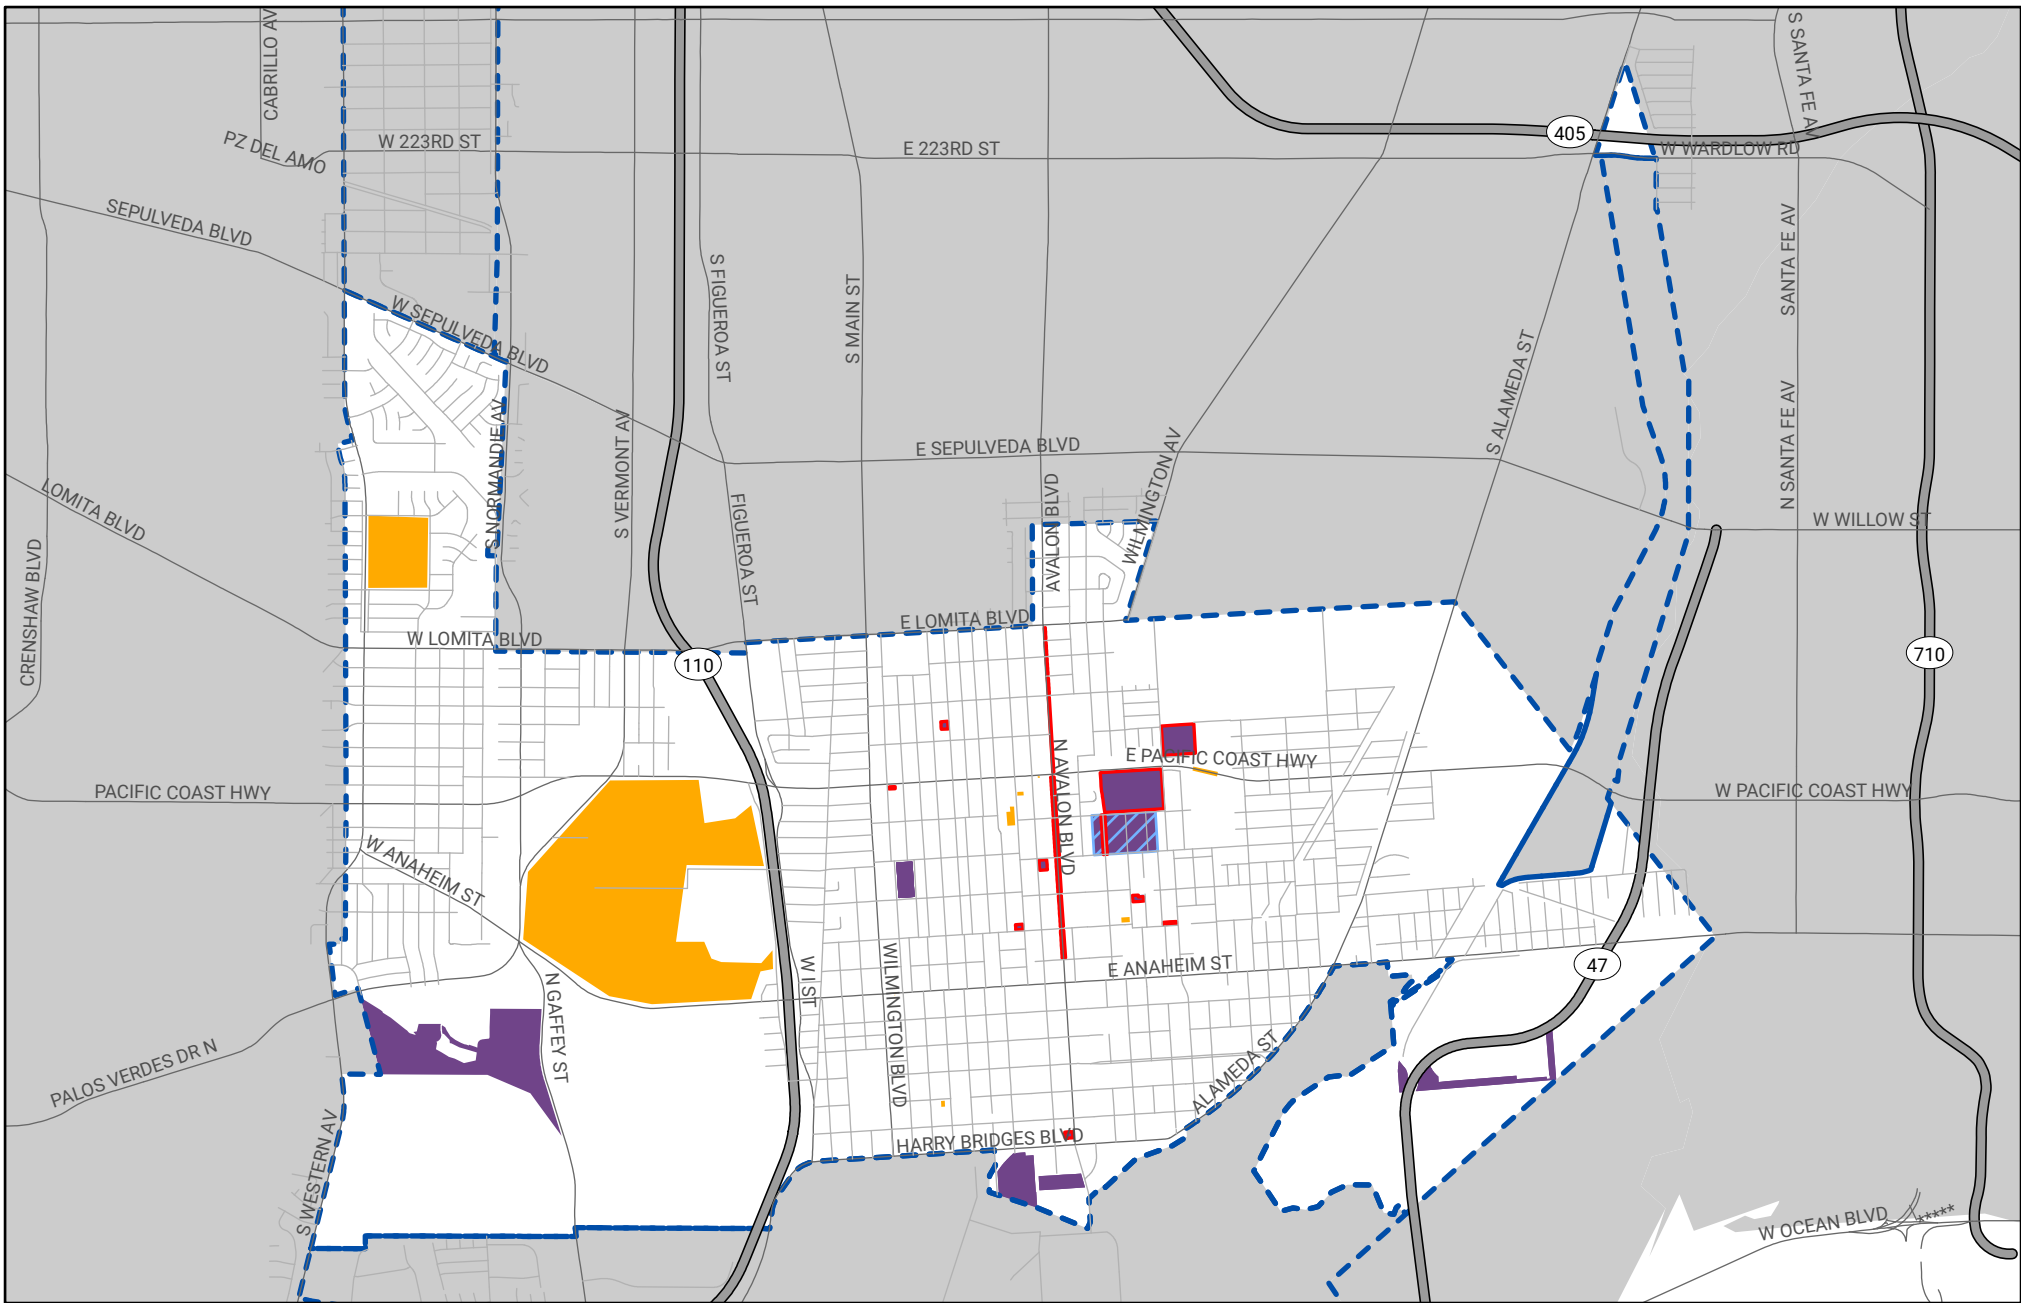 CABRILLO AV
S SANTA FE AV
405
PZ DEL AMO
W 223RD ST
E 223RD ST
W WARDLOW RD
SEPULVEDA BLVD
SANTA FE AV
W SEPULVEDA BLVD
S FIGUEROA ST
S MAIN ST
S ALAMEDA ST
S NORMANDIE AV
S VERMONT AV
E SEPULVEDA BLVD
WILMINGTON AV
N SANTA FE AV
LOMITA BLVD
FIGUEROA ST
AVALON BLVD
W WILLOW ST
CRENSHAW BLVD
W LOMITA BLVD
E LOMITA BLVD
110
710
N AVALON BLVD
E PACIFIC COAST HWY
PACIFIC COAST HWY
W PACIFIC COAST HWY
W ANAHEIM ST
N GAFFEY ST
W I ST
WILMINGTON BLVD
E ANAHEIM ST
47
PALOS VERDES DR N
ALAMEDA ST
S WESTERN AV
HARRY BRIDGES BLVD
W OCEAN BLVD
*****